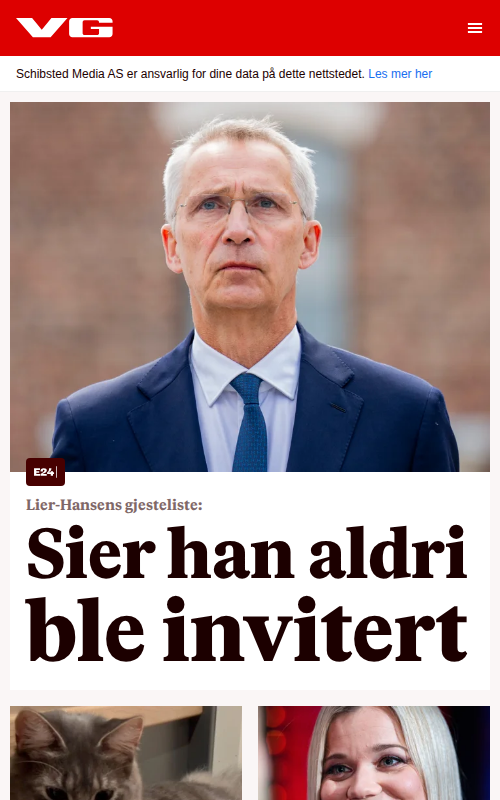 VG
Schibsted Media AS er ansvarlig for dine data på dette nettstedet. Les mer her
E24
Lier-Hansens gjesteliste:
Sier han aldri
ble invitert